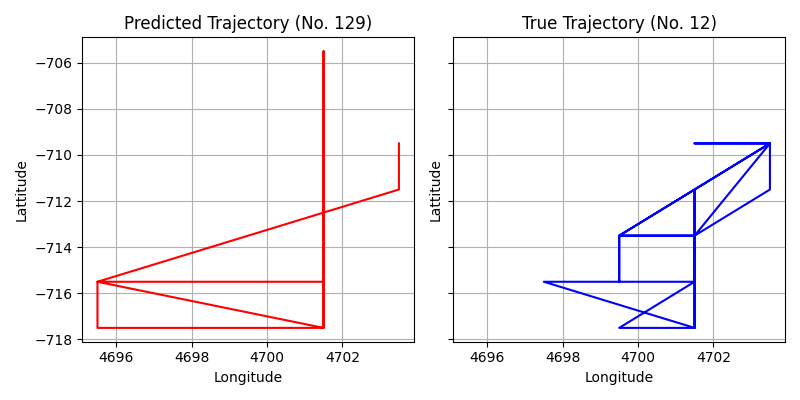 Predicted Trajectory (No. 129)
True Trajectory (No. 12)
Lattitude
−706
−708
−710
−712
−714
−716
−718
4696 4698 4700 4702
Longitude
Lattitude
4696 4698 4700 4702
Longitude